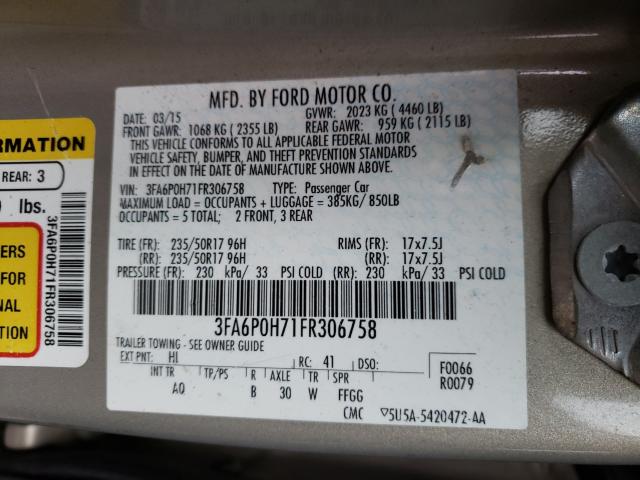 MFD. BY FORD MOTOR CO.
DATE: 03/15 GVWR: 2023 KG ( 4460 LB)
FRONT GAWR: 1068 KG ( 2355 LB) REAR GAWR: 959 KG ( 2115 LB)
THIS VEHICLE CONFORMS TO ALL APPLICABLE FEDERAL MOTOR
VEHICLE SAFETY, BUMPER, AND THEFT PREVENTION STANDARDS
IN EFFECT ON THE DATE OF MANUFACTURE SHOWN ABOVE.
VIN: 3FA6P0H71FR306758 TYPE: Passenger Car
MAXIMUM LOAD = OCCUPANTS + LUGGAGE = 385KG/ 850LB
OCCUPANTS = 5 TOTAL; 2 FRONT, 3 REAR
TIRE (FR): 235/50R17 96H RIMS (FR): 17x7.5J
(RR): 235/50R17 96H (RR): 17x7.5J
PRESSURE (FR): 230 kPa/ 33 PSI COLD (RR): 230 kPa/ 33 PSI COLD
3FA6P0H71FR306758
TRAILER TOWING - SEE OWNER GUIDE
EXT PNT: HI RC: 41 DSO:
F0066
R0079
INT TR TP/PS R AXLE TR SPR
AQ B 30 W FFGG
CMC 5U5A-5420472-AA
ORMATION
REAR: 3
lbs.
ERS
FOR
NAL
TION
3FA6P0H71FR306758